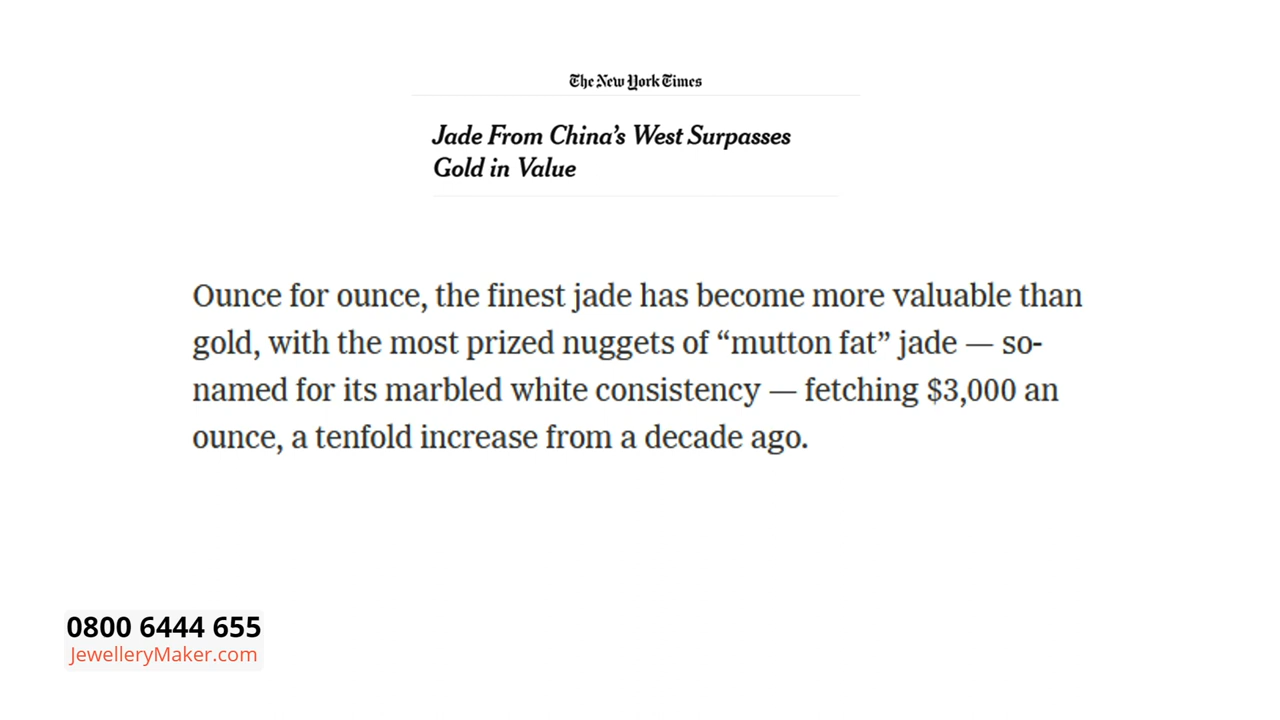 The New York Times
Jade From China’s West Surpasses
Gold in Value
Ounce for ounce, the finest jade has become more valuable than
gold, with the most prized nuggets of “mutton fat” jade — so-
named for its marbled white consistency — fetching $3,000 an
ounce, a tenfold increase from a decade ago.
0800 6444 655
JewelleryMaker.com